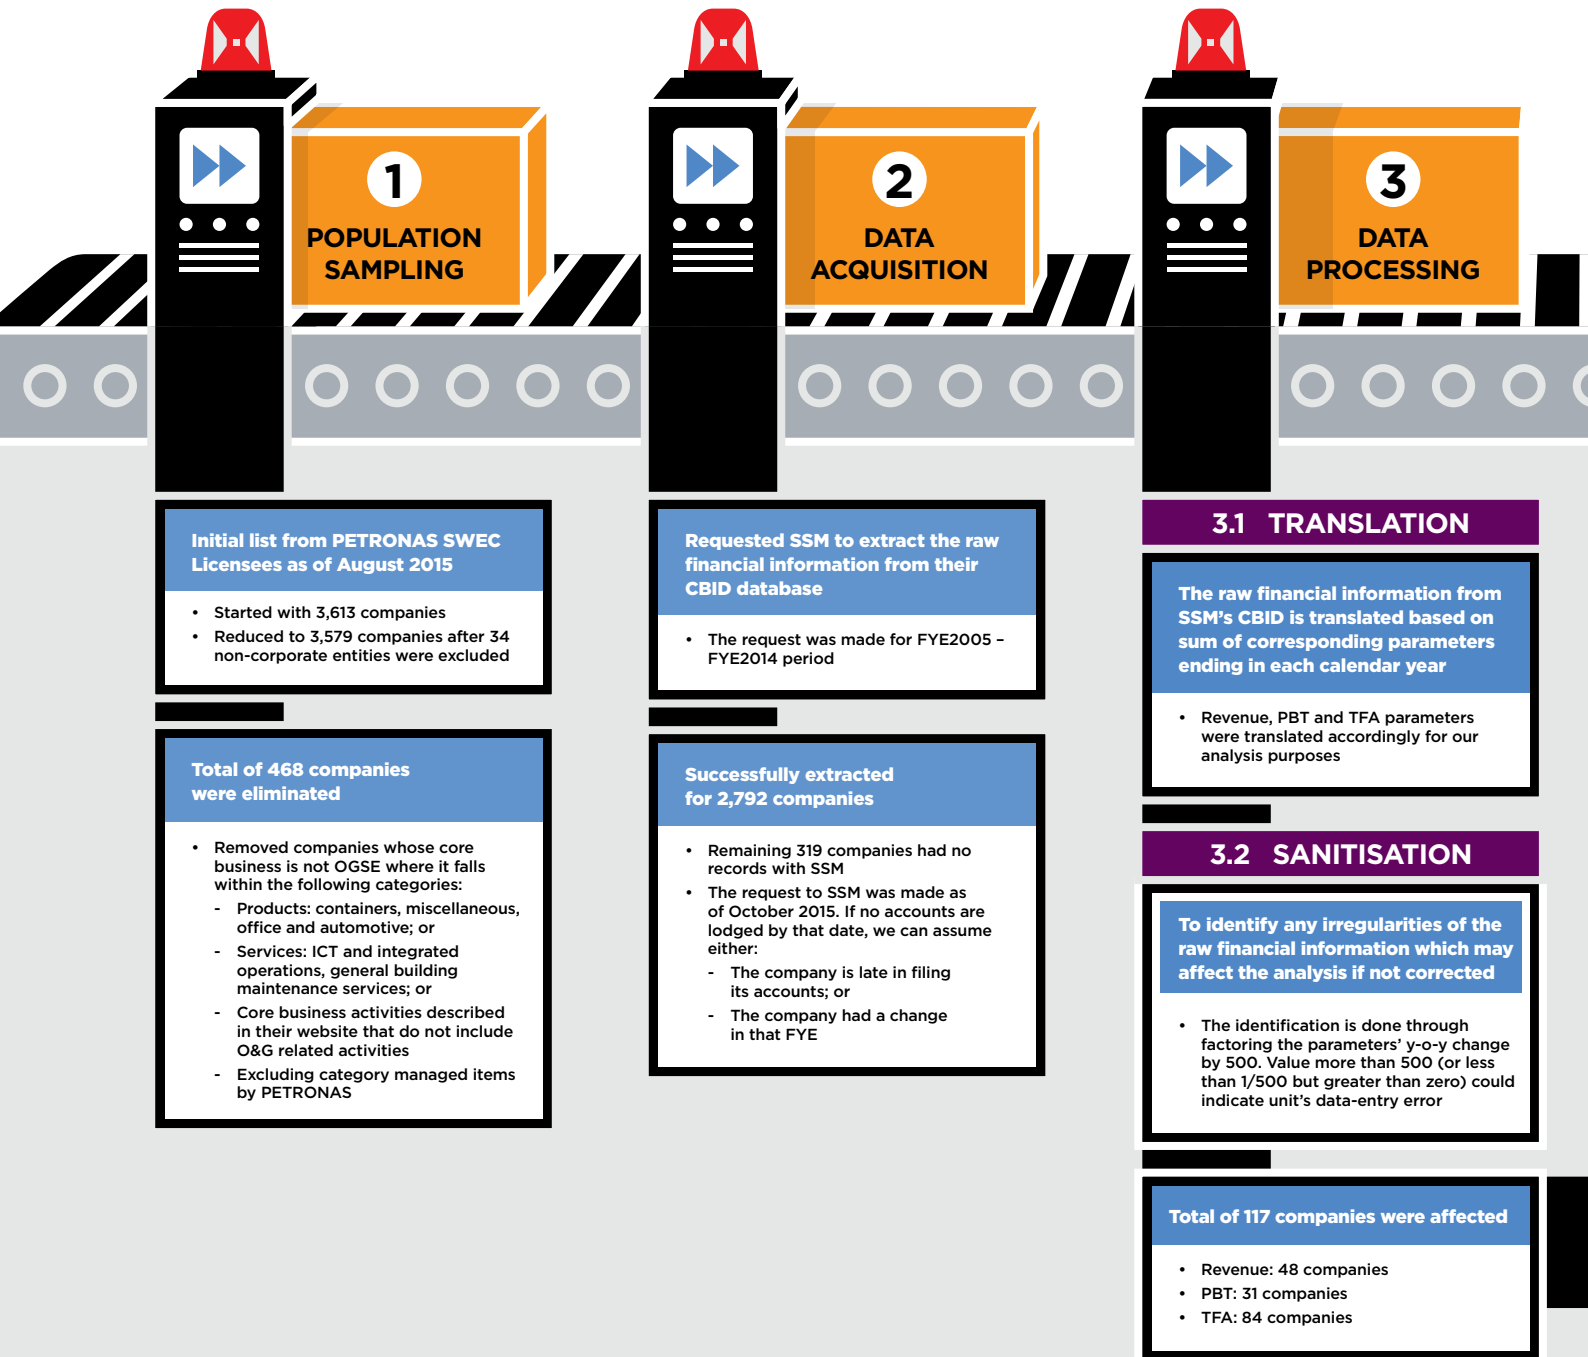 1
POPULATION
SAMPLING
Initial list from PETRONAS SWEC
Licensees as of August 2015
• Started with 3,613 companies
• Reduced to 3,579 companies after 34
non-corporate entities were excluded
Total of 468 companies
were eliminated
• Removed companies whose core
business is not OGSE where it falls
within the following categories:
- Products: containers, miscellaneous,
office and automotive; or
- Services: ICT and integrated
operations, general building
maintenance services; or
- Core business activities described
in their website that do not include
O&G related activities
- Excluding category managed items
by PETRONAS
2
DATA
ACQUISITION
Requested SSM to extract the raw
financial information from their
CBID database
• The request was made for FYE2005 –
FYE2014 period
Successfully extracted
for 2,792 companies
• Remaining 319 companies had no
records with SSM
• The request to SSM was made as
of October 2015. If no accounts are
lodged by that date, we can assume
either:
- The company is late in filing
its accounts; or
- The company had a change
in that FYE
3
DATA
PROCESSING
3.1 TRANSLATION
The raw financial information from
SSM's CBID is translated based on
sum of corresponding parameters
ending in each calendar year
• Revenue, PBT and TFA parameters
were translated accordingly for our
analysis purposes
3.2 SANITISATION
To identify any irregularities of the
raw financial information which may
affect the analysis if not corrected
• The identification is done through
factoring the parameters' y-o-y change
by 500. Value more than 500 (or less
than 1/500 but greater than zero) could
indicate unit's data-entry error
Total of 117 companies were affected
• Revenue: 48 companies
• PBT: 31 companies
• TFA: 84 companies